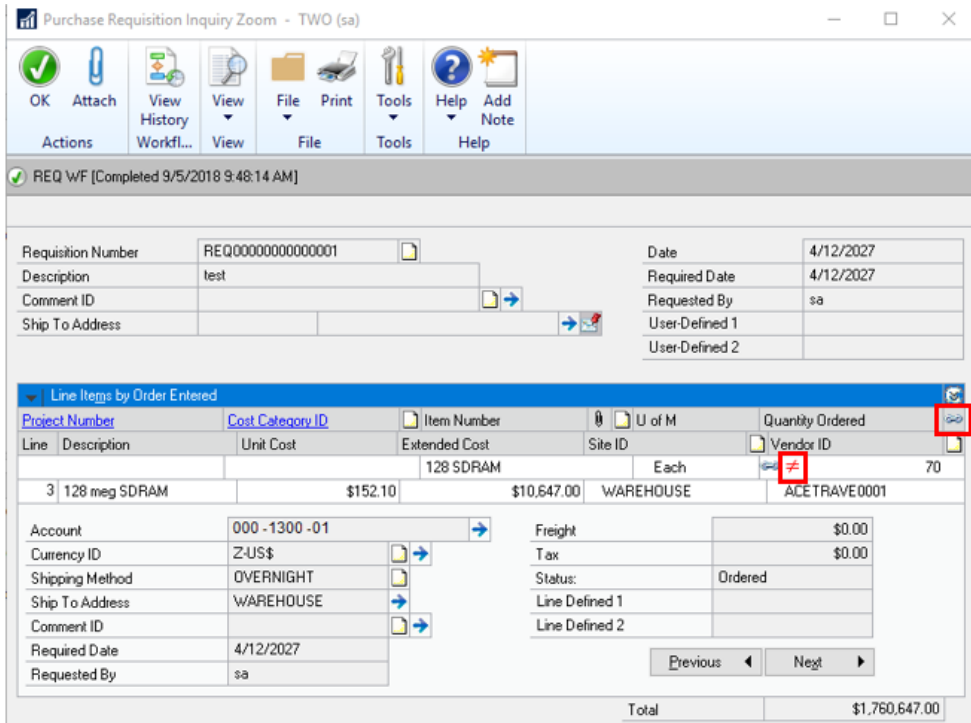 Purchase Requisition Inquiry Zoom - TWO (sa)
OK Attach View History View File Print Tools Help Add Note
Actions Workfl... View File Tools Help
REQ WF [Completed 9/5/2018 9:48:14 AM]
Requisition Number REQ00000000000001 Date 4/12/2027
Description test Required Date 4/12/2027
Comment ID Requested By sa
Ship To Address User-Defined 1
User-Defined 2
Line Items by Order Entered
Project Number Cost Category ID Item Number U of M Quantity Ordered
Line Description Unit Cost Extended Cost Site ID Vendor ID
128 SDRAM Each ≠ 70
3 128 meg SDRAM $152.10 $10,647.00 WAREHOUSE ACETRAVE0001
Account 000 -1300 -01 Freight $0.00
Currency ID Z-US$ Tax $0.00
Shipping Method OVERNIGHT Status: Ordered
Ship To Address WAREHOUSE Line Defined 1
Comment ID Line Defined 2
Required Date 4/12/2027
Requested By sa Previous Next
Total $1,760,647.00